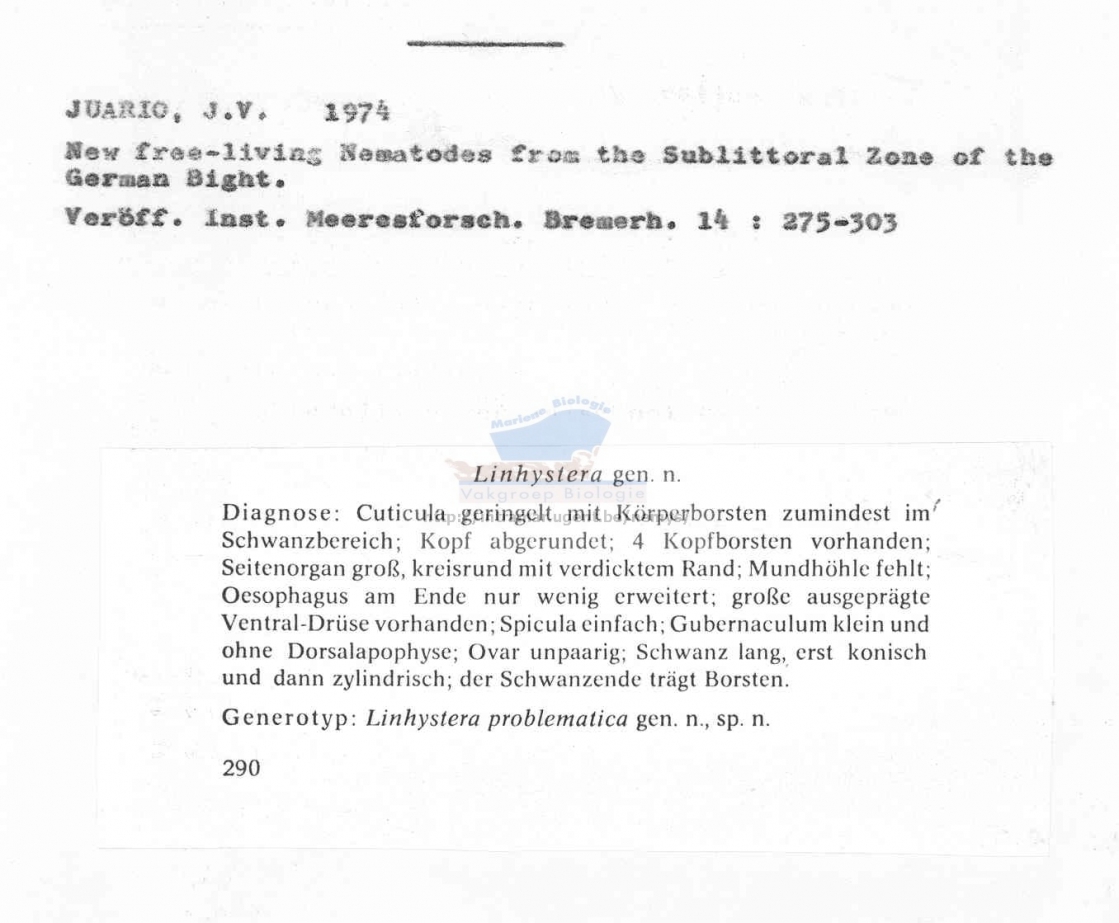 JUARIO, J.V. 1974
New free-living Nematodes from the Sublittoral Zone of the
German Bight.
Veröff. Inst. Meeresforsch. Bremerh. 14 : 275-303
Mariene Biologie
Linhystera gen. n.
Vakgroep Biologie
Diagnose: Cuticula geringelt mit Körperborsten zumindest im
Schwanzbereich; Kopf abgerundet; 4 Kopfborsten vorhanden;
Seitenorgan groß, kreisrund mit verdicktem Rand; Mundhöhle fehlt;
Oesophagus am Ende nur wenig erweitert; große ausgeprägte
Ventral-Drüse vorhanden; Spicula einfach; Gubernaculum klein und
ohne Dorsalapophyse; Ovar unpaarig; Schwanz lang, erst konisch
und dann zylindrisch; der Schwanzende trägt Borsten.
Generotyp: Linhystera problematica gen. n., sp. n.
290